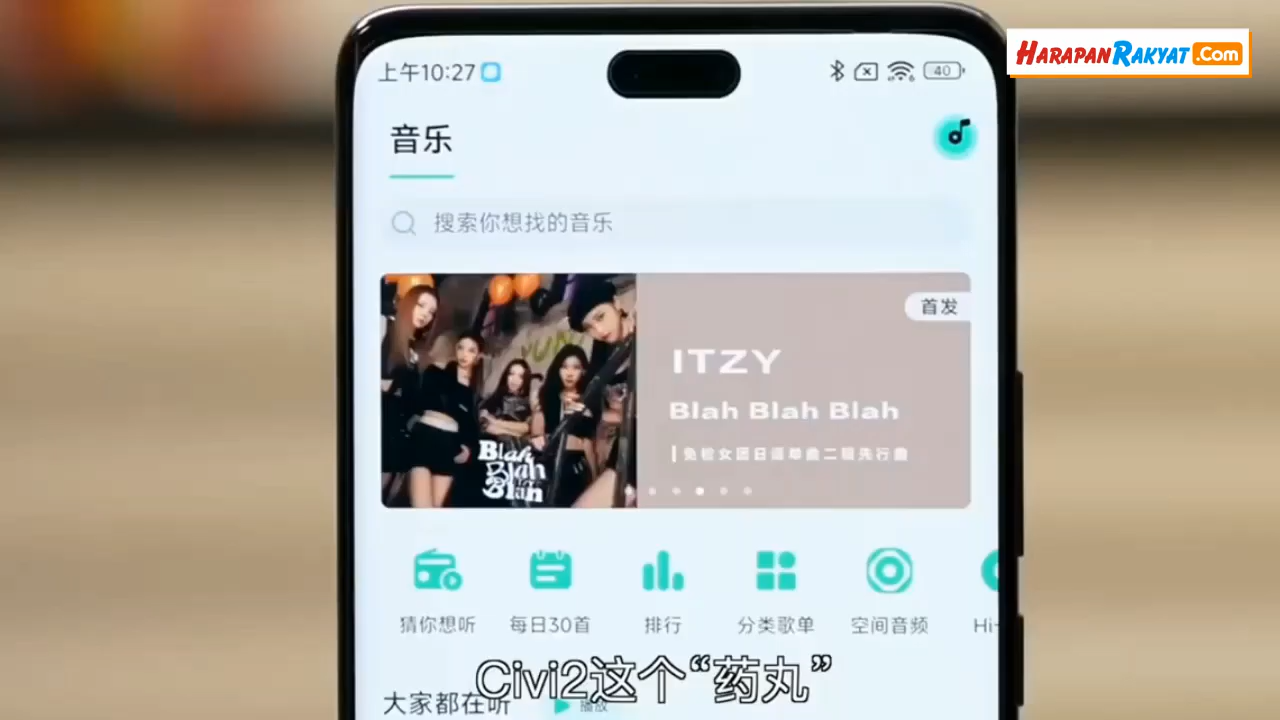 HARAPANRAKYAT.Com
上午10:27
40
音乐
搜索你想找的音乐
首发
ITZY
Blah Blah Blah
Blah
Blah
Blah
猜你想听
每日30首
排行
分类歌单
空间音频
Hi-
大家都在听
播放
Civi2这个“药丸”